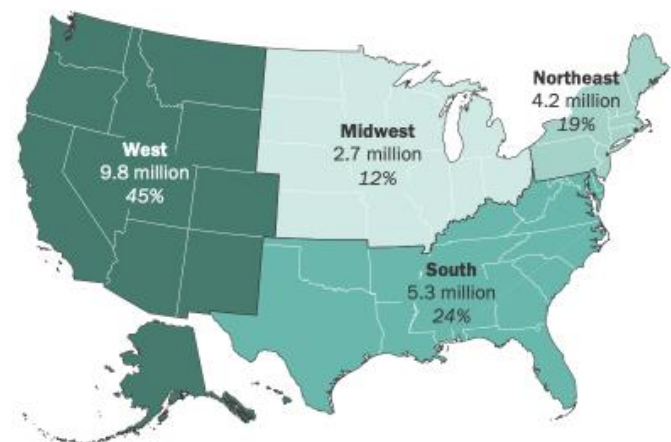 Northeast
4.2 million
19%
Midwest
2.7 million
12%
West
9.8 million
45%
South
5.3 million
24%